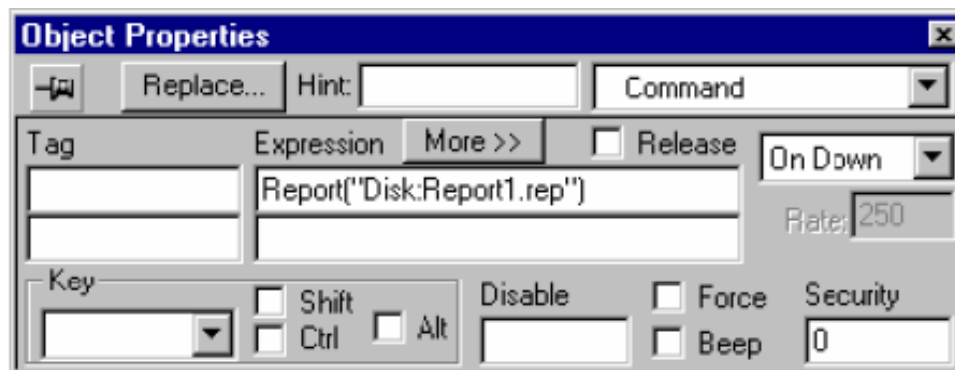 Object Properties
Replace... Hint: Command
Tag Expression More >> Release On Down
Report("Disk:Report1.rep")
Rate: 250
Key Shift Disable Force Security
Ctrl Alt Beep 0